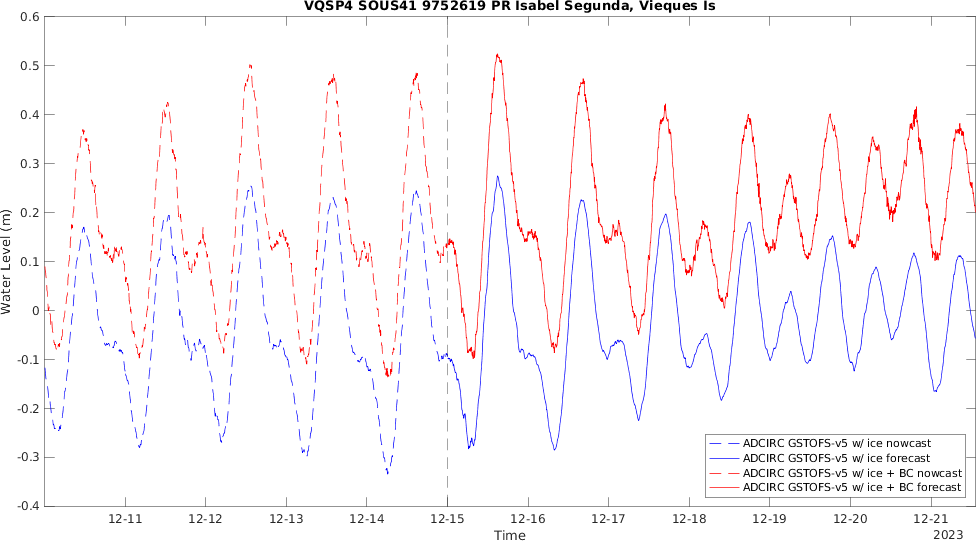 VQSP4 SOUS41 9752619 PR Isabel Segunda, Vieques Is
0.6
0.5
0.4
0.3
0.2
0.1
0
-0.1
-0.2
-0.3
-0.4
Water Level (m)
ADCIRC GSTOFS-v5 w/ ice nowcast
ADCIRC GSTOFS-v5 w/ ice forecast
ADCIRC GSTOFS-v5 w/ ice + BC nowcast
ADCIRC GSTOFS-v5 w/ ice + BC forecast
12-11 12-12 12-13 12-14 12-15 12-16 12-17 12-18 12-19 12-20 12-21
Time
2023